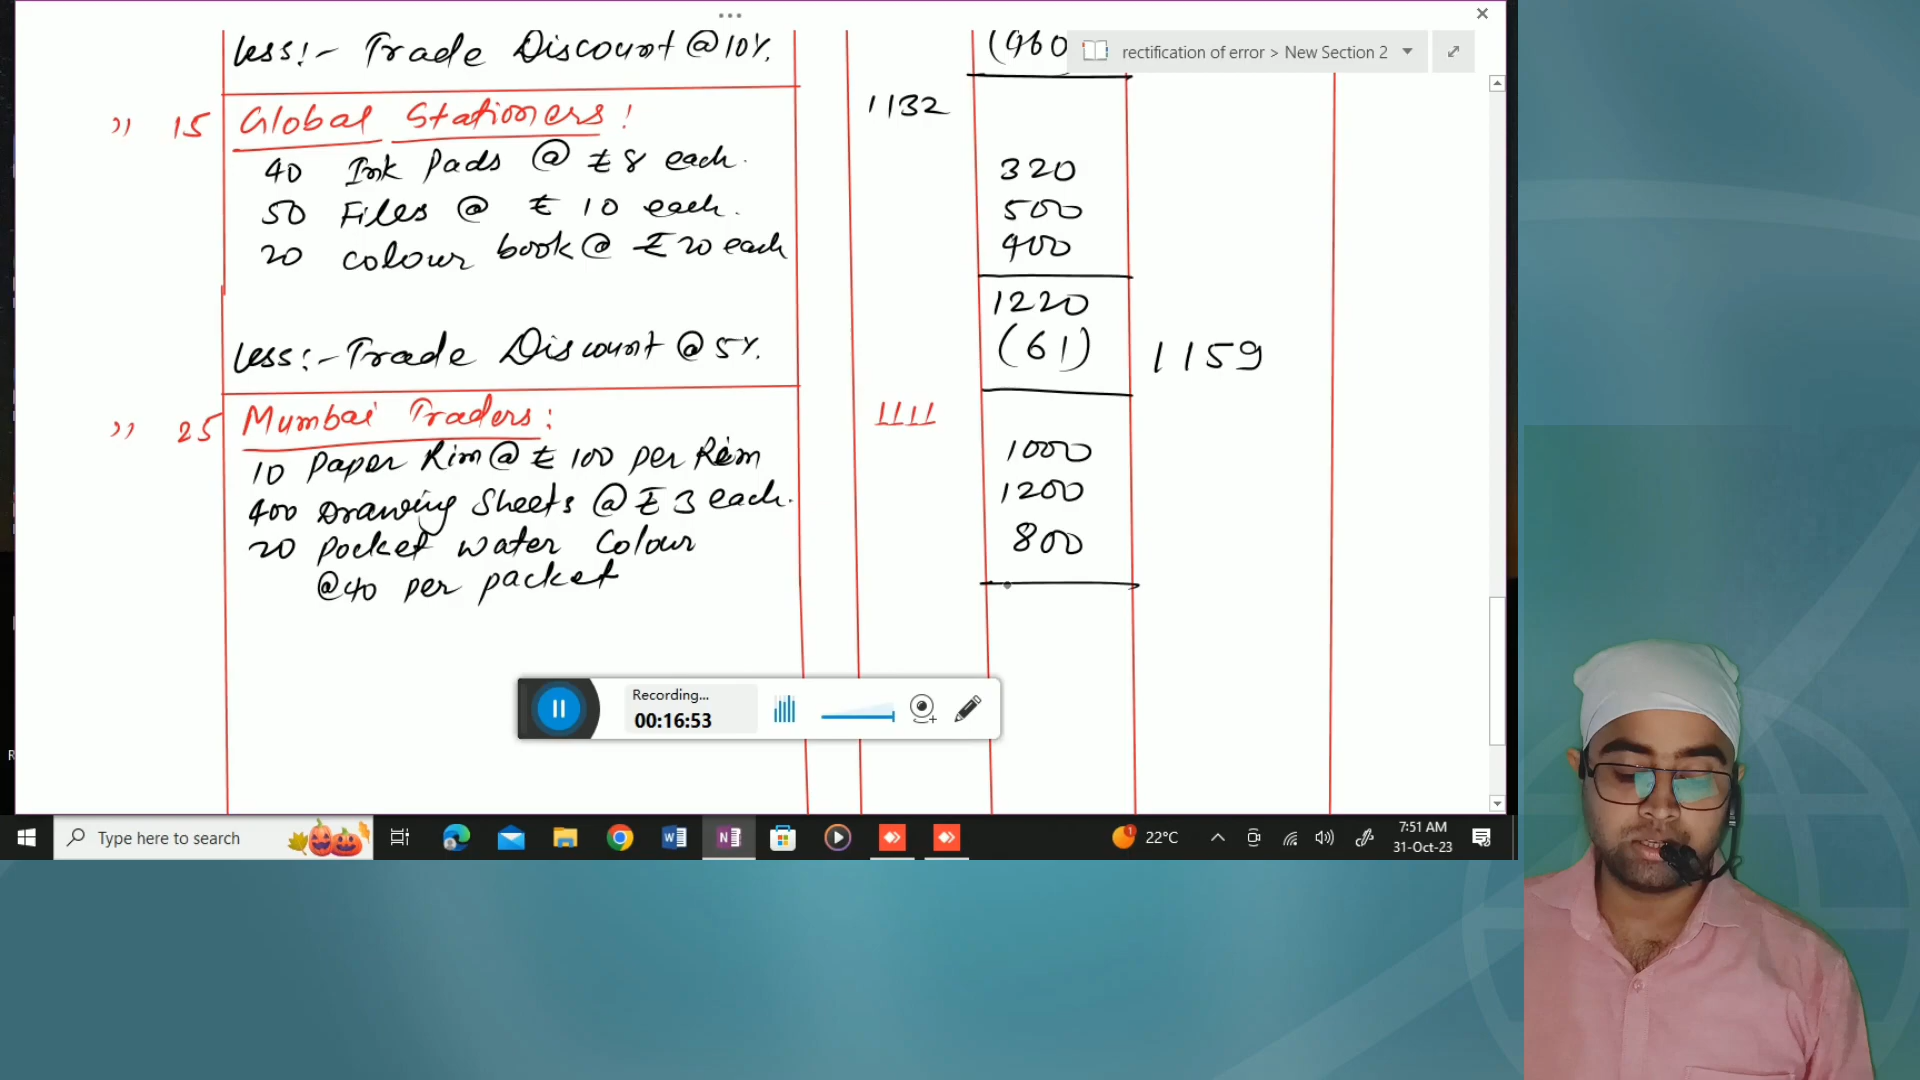 rectification of error > New Section 2
Less:- Trade Discount @ 10%. (460
,, 15 Global Stationers: 1132
40 Ink Pads @ ₹ 8 each. 320
50 Files @ ₹ 10 each. 500
20 colour book @ ₹ 20 each 400
1220
Less:- Trade Discount @ 5%. (61) 1159
,, 25 Mumbai Traders: 1111
10 Paper Rim @ ₹ 100 per Rim 1000
400 Drawing Sheets @ ₹ 3 each. 1200
20 pocket water Colour 800
@ 40 per packet
Recording...
00:16:53
Type here to search
22°C
7:51 AM
31-Oct-23